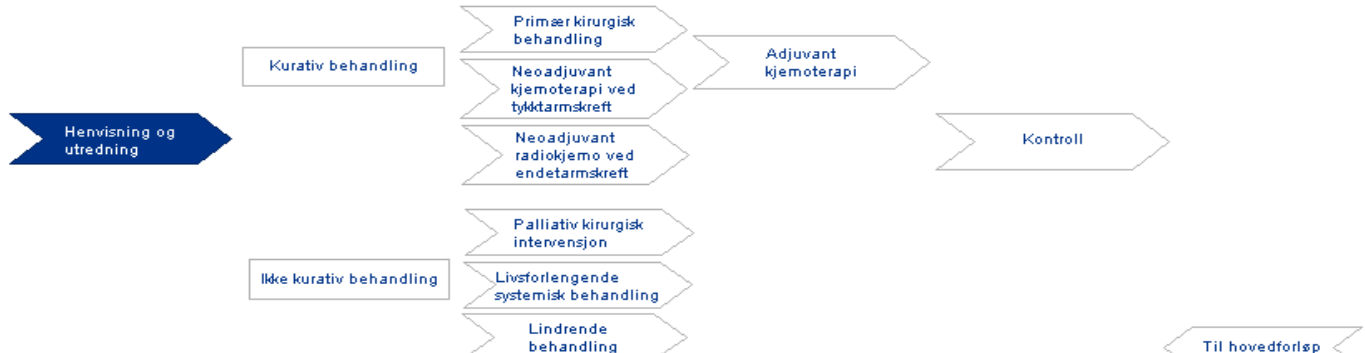 Henvisning og
utredning
Kurativ behandling
Primær kirurgisk
behandling
Neoadjuvant
kjemoterapi ved
tykktarmskreft
Neoadjuvant
radiokjemo ved
endetarmskreft
Adjuvant
kjemoterapi
Kontroll
Ikke kurativ behandling
Palliativ kirurgisk
intervensjon
Livsforlengende
systemisk behandling
Lindrende
behandling
Til hovedforløp